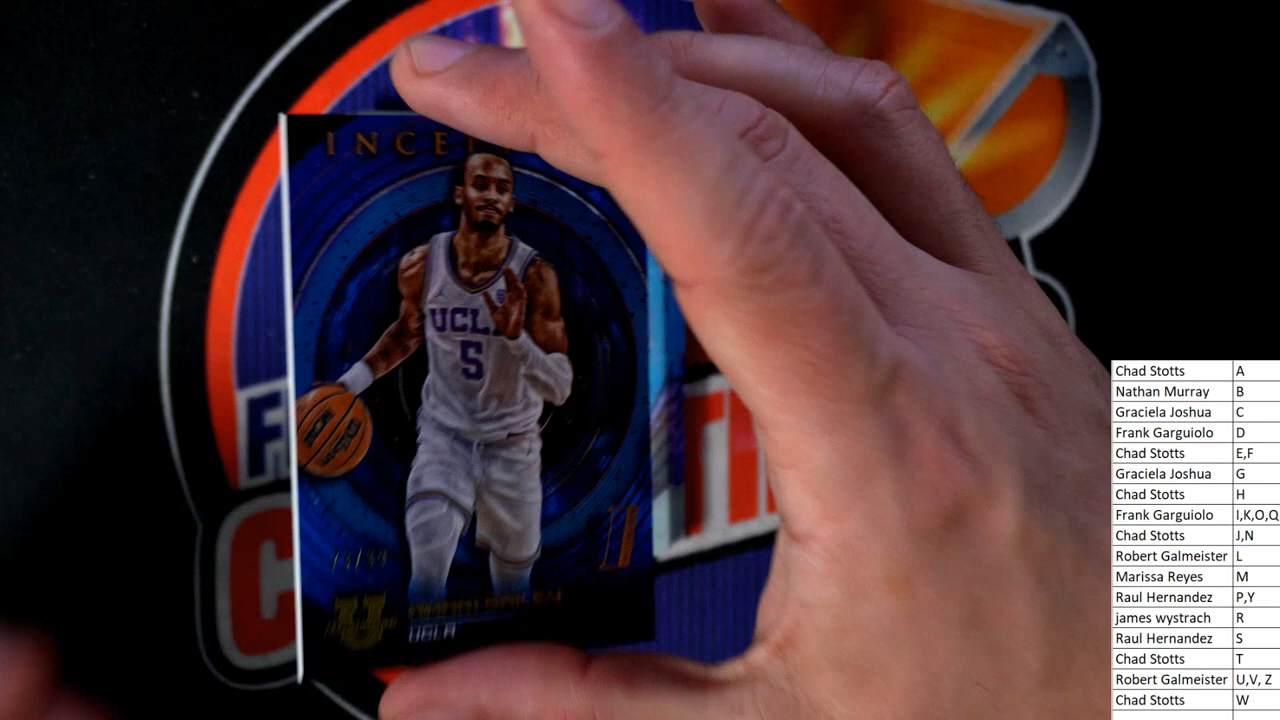 INCE
UCL
5
UCLA
Chad Stotts A
Nathan Murray B
Graciela Joshua C
Frank Garguiolo D
Chad Stotts E,F
Graciela Joshua G
Chad Stotts H
Frank Garguiolo I,K,O,Q
Chad Stotts J,N
Robert Galmeister L
Marissa Reyes M
Raul Hernandez P,Y
james wystrach R
Raul Hernandez S
Chad Stotts T
Robert Galmeister U,V, Z
Chad Stotts W